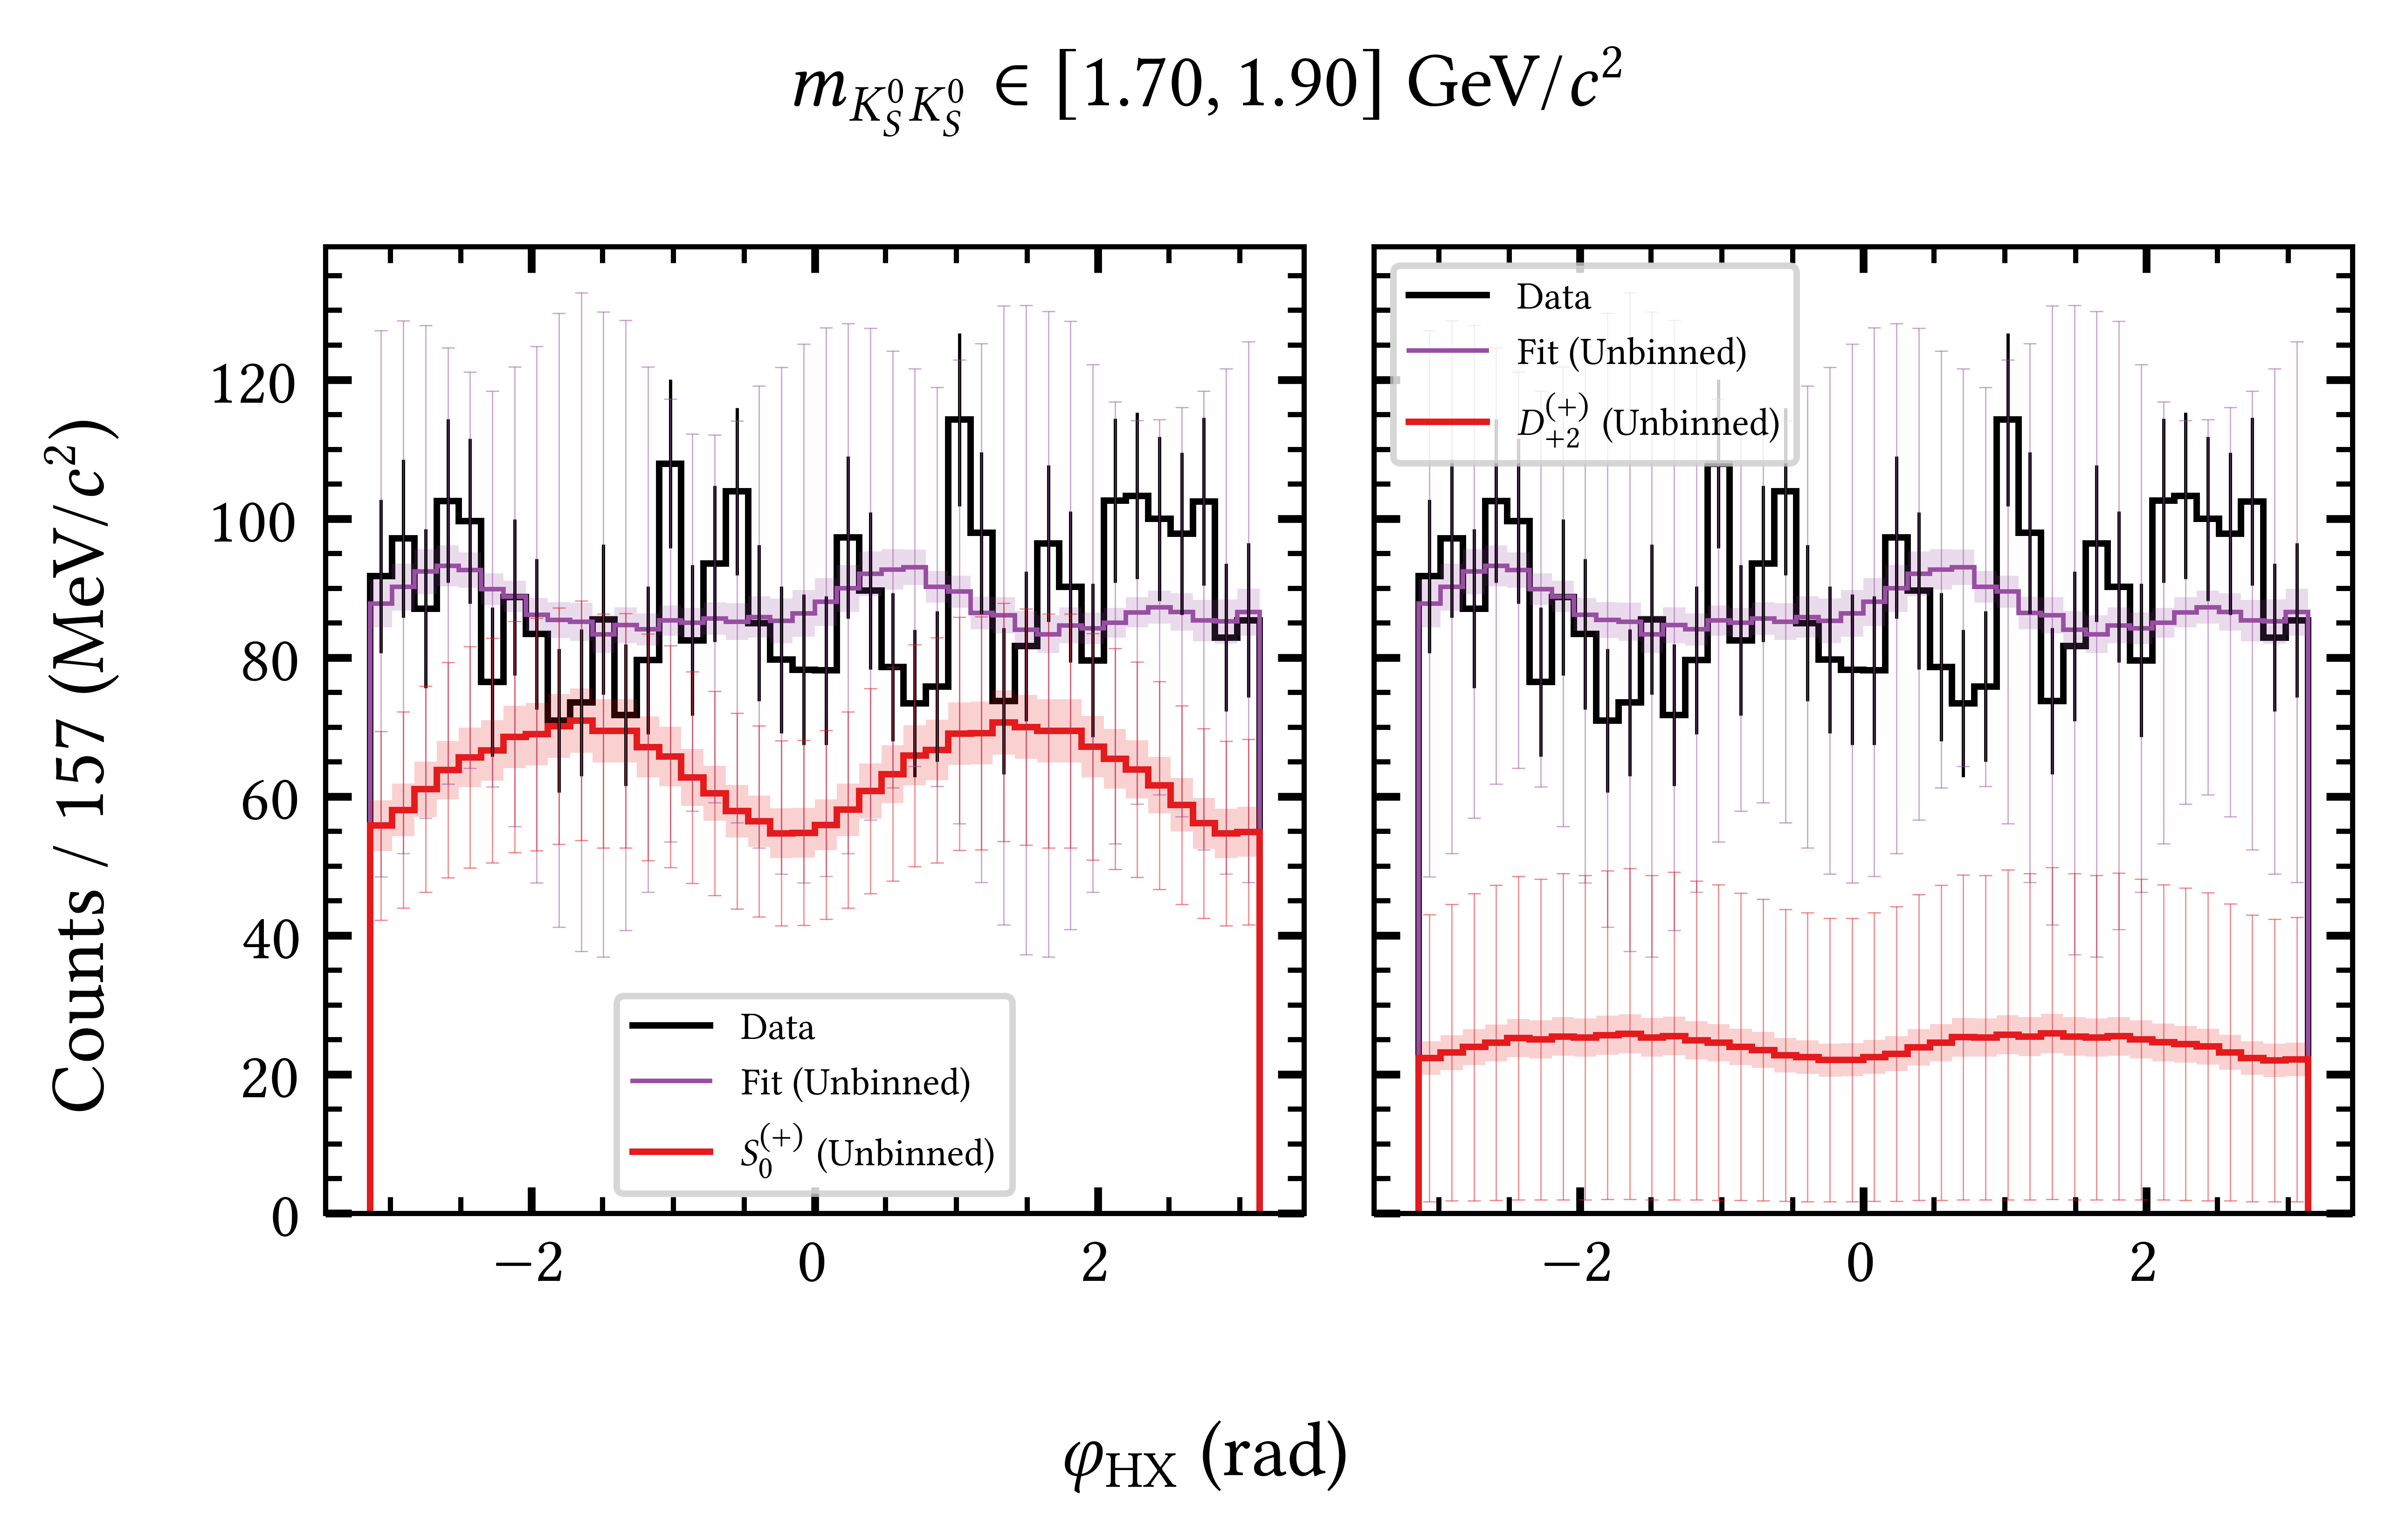 m_{K_S^0 K_S^0} ∈ [1.70, 1.90] GeV/c²
Counts / 157 (MeV/c²)
120
100
80
60
40
20
0
Data
Fit (Unbinned)
S_0^{(+)} (Unbinned)
−2
0
2
Data
Fit (Unbinned)
D_{+2}^{(+)} (Unbinned)
−2
0
2
φ_{HX} (rad)